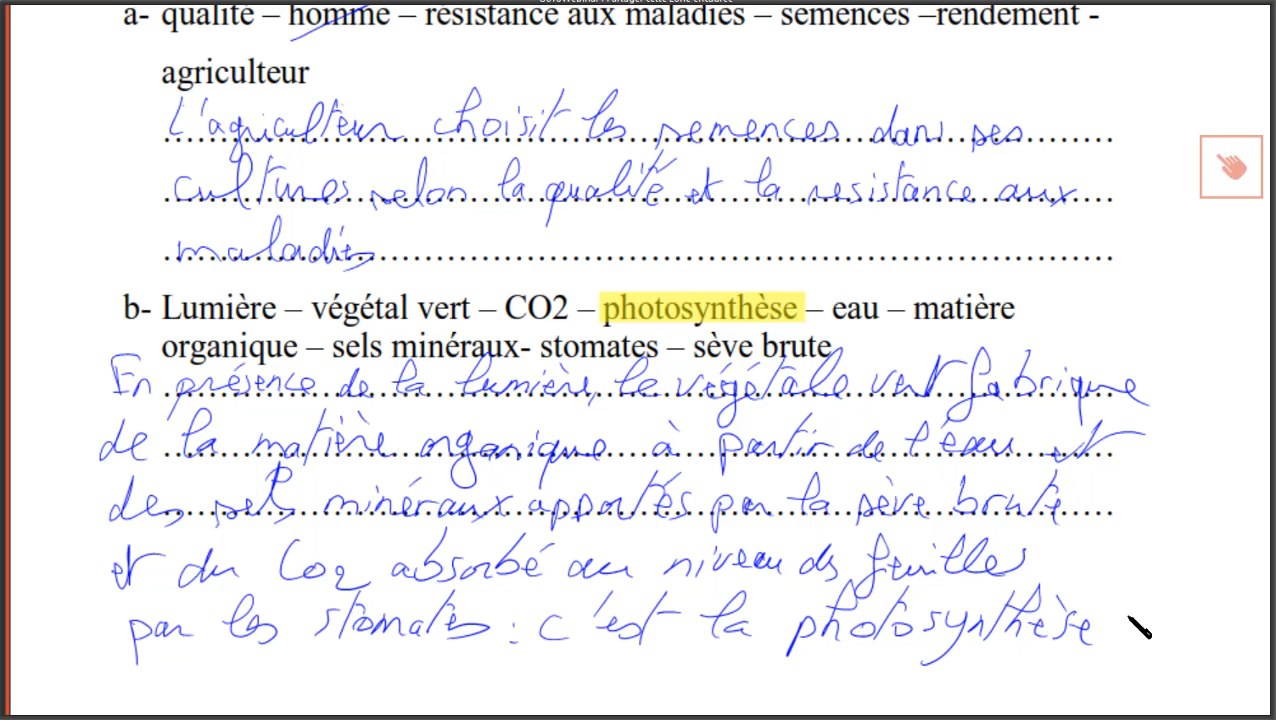 a- qualité – homme – résistance aux maladies – semences –rendement -
agriculteur
L'agriculteur choisit les semences dans ses
cultures selon la qualité et la resistance aux
maladies
b- Lumière – végétal vert – CO2 – photosynthèse – eau – matière
organique – sels minéraux- stomates – sève brute
En présence de la lumière, le végétale vert fabrique
de la matière organique à partir de l'eau et
des sels minéraux apportés par la sève brute
et du CO2 absorbé au niveau ds feuilles
par les stomates : c'est la photosynthèse